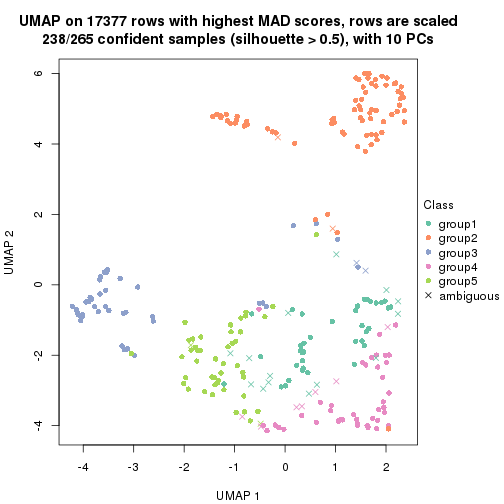 UMAP on 17377 rows with highest MAD scores, rows are scaled
238/265 confident samples (silhouette > 0.5), with 10 PCs
6
4
2
0
-2
-4
UMAP 2
-4
-3
-2
-1
0
1
2
UMAP 1
Class
group1
group2
group3
group4
group5
ambiguous